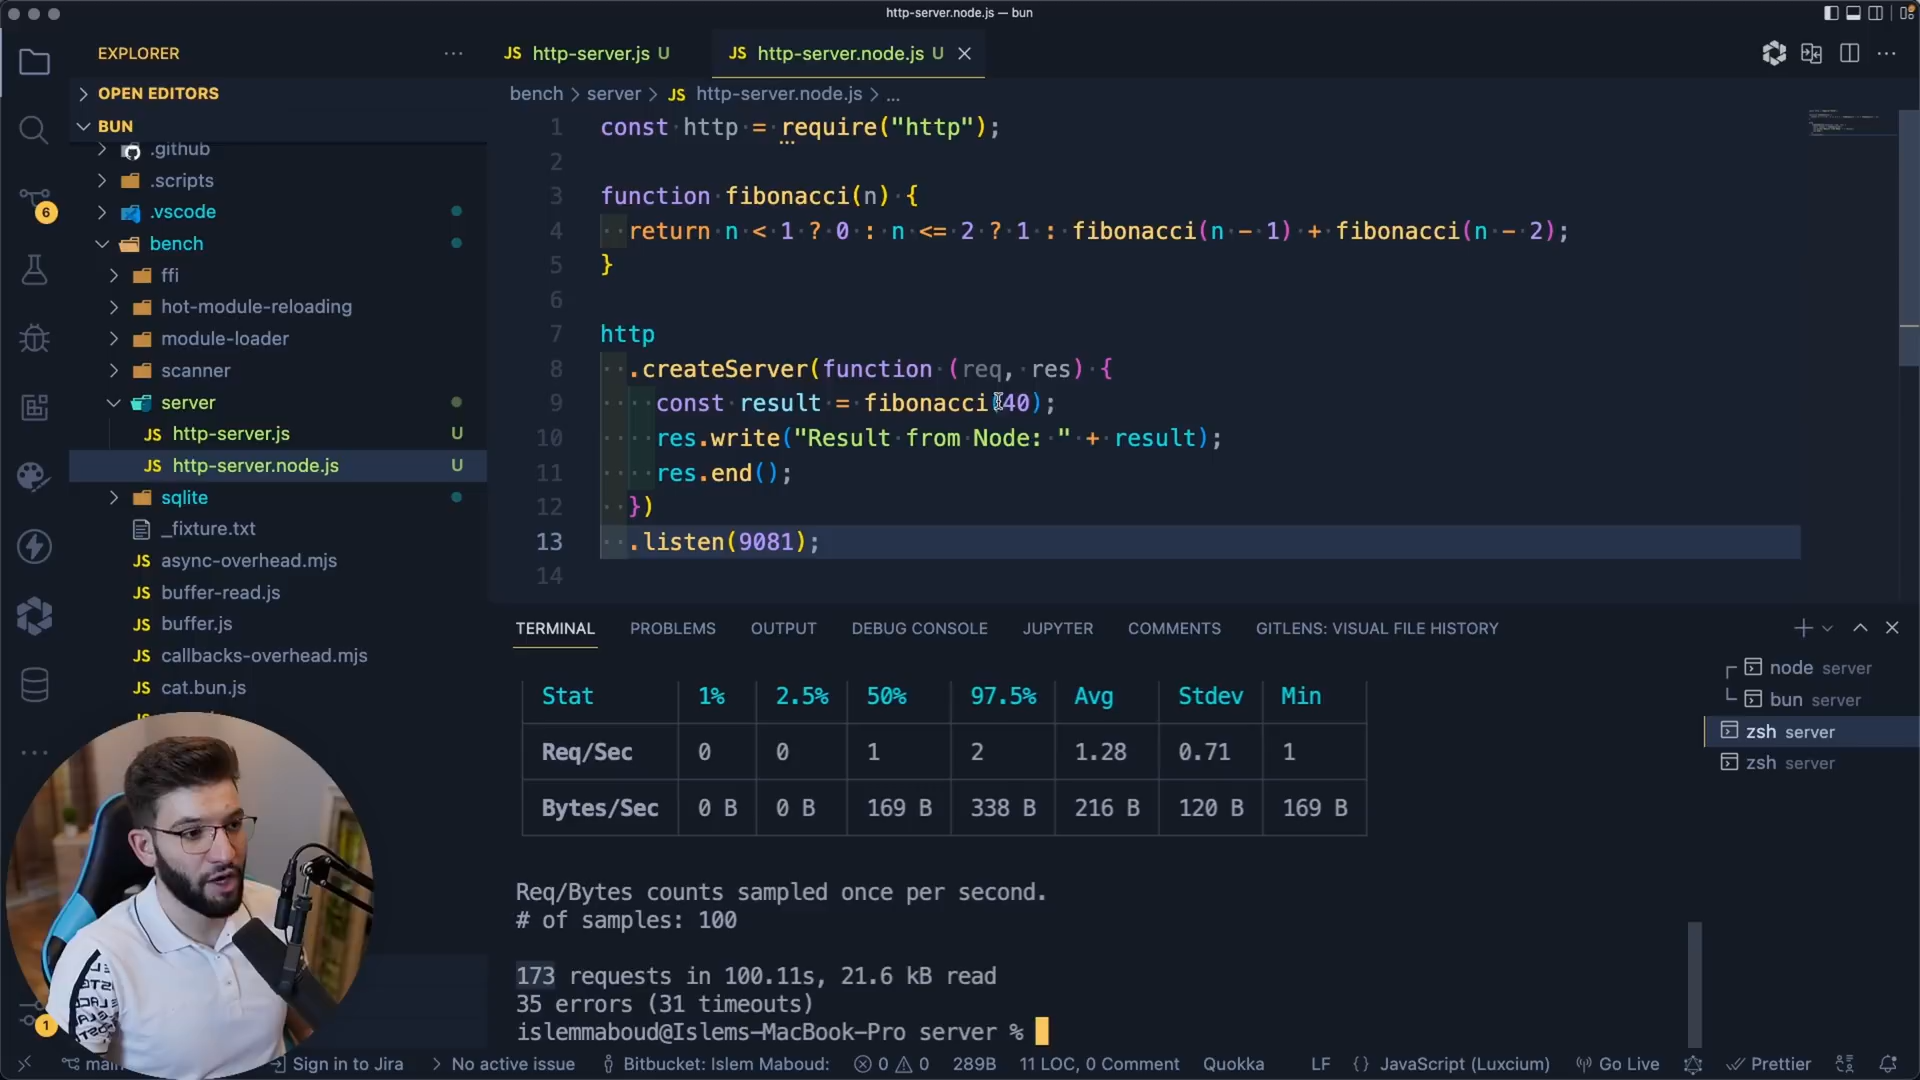 http-server.node.js — bun
EXPLORER
OPEN EDITORS
BUN
.github
.scripts
.vscode
bench
ffi
hot-module-reloading
module-loader
scanner
server
http-server.js U
http-server.node.js U
sqlite
_fixture.txt
async-overhead.mjs
buffer-read.js
buffer.js
callbacks-overhead.mjs
cat.bun.js
6
1
JS http-server.js U
JS http-server.node.js U
bench > server > JS http-server.node.js > ...
1 const http = require("http");
2
3 function fibonacci(n) {
4 return n < 1 ? 0 : n <= 2 ? 1 : fibonacci(n - 1) + fibonacci(n - 2);
5 }
6
7 http
8 .createServer(function (req, res) {
9 const result = fibonacci(40);
10 res.write("Result from Node: " + result);
11 res.end();
12 })
13 .listen(9081);
14
TERMINAL PROBLEMS OUTPUT DEBUG CONSOLE JUPYTER COMMENTS GITLENS: VISUAL FILE HISTORY
Stat 1% 2.5% 50% 97.5% Avg Stdev Min
Req/Sec 0 0 1 2 1.28 0.71 1
Bytes/Sec 0 B 0 B 169 B 338 B 216 B 120 B 169 B
Req/Bytes counts sampled once per second.
# of samples: 100
173 requests in 100.11s, 21.6 kB read
35 errors (31 timeouts)
islemmaboud@Islems-MacBook-Pro server %
node server
bun server
zsh server
zsh server
main Sign in to Jira No active issue Bitbucket: Islem Maboud: 0 0 289B 11 LOC, 0 Comment Quokka LF {} JavaScript (Luxcium) Go Live Prettier